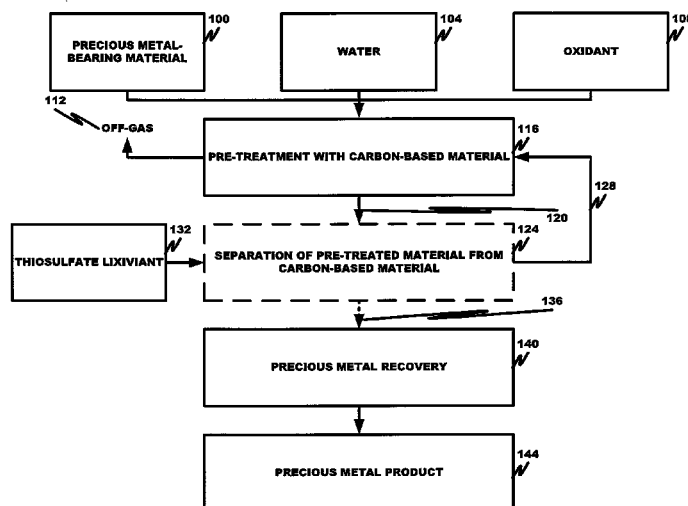 100
104
PRECIOUS METAL-
BEARING MATERIAL
WATER
OXIDANT
112
OFF-GAS
116
PRE-TREATMENT WITH CARBON-BASED MATERIAL
128
120
132
124
THIOSULFATE LIXIVIANT
SEPARATION OF PRE-TREATED MATERIAL FROM
CARBON-BASED MATERIAL
136
140
PRECIOUS METAL RECOVERY
144
PRECIOUS METAL PRODUCT